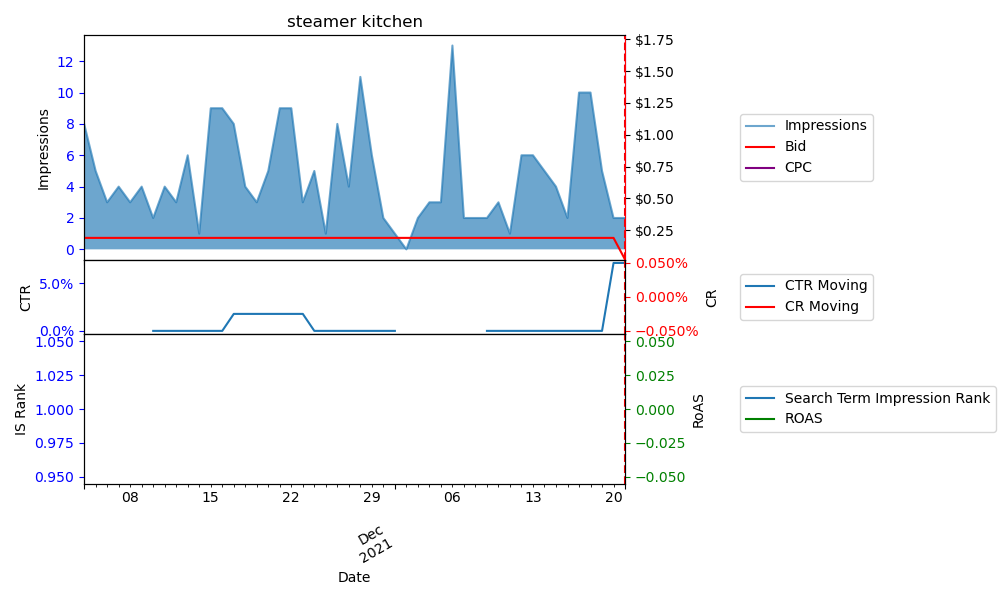 steamer kitchen
Impressions
12
10
8
6
4
2
0
$1.75
$1.50
$1.25
$1.00
$0.75
$0.50
$0.25
Impressions
Bid
CPC
CTR
5.0%
0.0%
0.050%
0.000%
−0.050%
CR
CTR Moving
CR Moving
IS Rank
1.050
1.025
1.000
0.975
0.950
0.050
0.025
0.000
−0.025
−0.050
RoAS
Search Term Impression Rank
ROAS
08 15 22 29 06 13 20
Dec
2021
Date